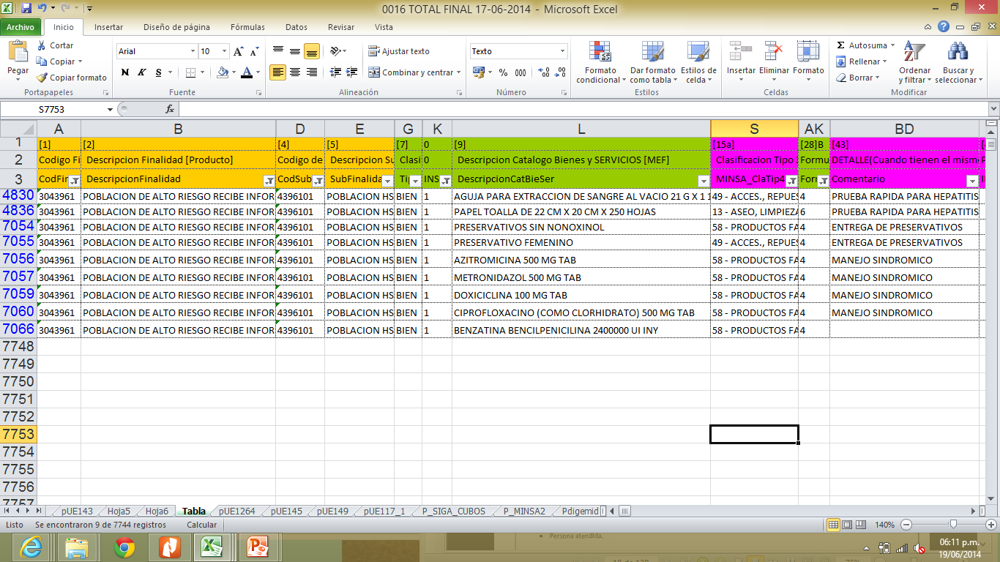 0016 TOTAL FINAL 17-06-2014 - Microsoft Excel
Archivo Inicio Insertar Diseño de página Fórmulas Datos Revisar Vista
Pegar
Cortar
Copiar
Copiar formato
Portapapeles
Arial 10
N K S
Fuente
Ajustar texto
Combinar y centrar
Alineación
Texto
% 000
Número
Formato condicional
Dar formato como tabla
Estilos de celda
Estilos
Insertar Eliminar Formato
Celdas
Autosuma
Rellenar
Borrar
Ordenar y filtrar
Buscar y seleccionar
Modificar
S7753 fx
A B D E G K L S AK BD
1 [1] [2] [4] [5] [7] 0 [9] [15a] [28]B [43]
2 Codigo Fi Descripcion Finalidad [Producto] Codigo de Descripcion Su Clasi 0 Descripcion Catalogo Bienes y SERVICIOS [MEF] Clasificacion Tipo Formu DETALLE(Cuando tienen el mism
3 CodFin DescripcionFinalidad CodSub SubFinalida Tip INS DescripcionCatBieSer MINSA_ClaTip4 Form Comentario
4830 3043961 POBLACION DE ALTO RIESGO RECIBE INFOR 4396101 POBLACION HS BIEN 1 AGUJA PARA EXTRACCION DE SANGRE AL VACIO 21 G X 1 1 49 - ACCES., REPUES 4 PRUEBA RAPIDA PARA HEPATITIS
4836 3043961 POBLACION DE ALTO RIESGO RECIBE INFOR 4396101 POBLACION HS BIEN 1 PAPEL TOALLA DE 22 CM X 20 CM X 250 HOJAS 13 - ASEO, LIMPIEZA 6 PRUEBA RAPIDA PARA HEPATITIS
7054 3043961 POBLACION DE ALTO RIESGO RECIBE INFOR 4396101 POBLACION HS BIEN 1 PRESERVATIVOS SIN NONOXINOL 58 - PRODUCTOS FA 4 ENTREGA DE PRESERVATIVOS
7055 3043961 POBLACION DE ALTO RIESGO RECIBE INFOR 4396101 POBLACION HS BIEN 1 PRESERVATIVO FEMENINO 49 - ACCES., REPUES 4 ENTREGA DE PRESERVATIVOS
7056 3043961 POBLACION DE ALTO RIESGO RECIBE INFOR 4396101 POBLACION HS BIEN 1 AZITROMICINA 500 MG TAB 58 - PRODUCTOS FA 4 MANEJO SINDROMICO
7057 3043961 POBLACION DE ALTO RIESGO RECIBE INFOR 4396101 POBLACION HS BIEN 1 METRONIDAZOL 500 MG TAB 58 - PRODUCTOS FA 4 MANEJO SINDROMICO
7059 3043961 POBLACION DE ALTO RIESGO RECIBE INFOR 4396101 POBLACION HS BIEN 1 DOXICICLINA 100 MG TAB 58 - PRODUCTOS FA 4 MANEJO SINDROMICO
7060 3043961 POBLACION DE ALTO RIESGO RECIBE INFOR 4396101 POBLACION HS BIEN 1 CIPROFLOXACINO (COMO CLORHIDRATO) 500 MG TAB 58 - PRODUCTOS FA 4 MANEJO SINDROMICO
7066 3043961 POBLACION DE ALTO RIESGO RECIBE INFOR 4396101 POBLACION HS BIEN 1 BENZATINA BENCILPENICILINA 2400000 UI INY 58 - PRODUCTOS FA 4
7748
7749
7750
7751
7752
7753
7754
7755
7756
7757
pUE143 Hoja5 Hoja6 Tabla pUE1264 pUE145 pUE149 pUE117_1 P_SIGA_CUBOS P_MINSA2 Pdigemid
Listo Se encontraron 9 de 7744 registros Calcular 140%
Persona atendida.
06:11 p.m.
19/06/2014